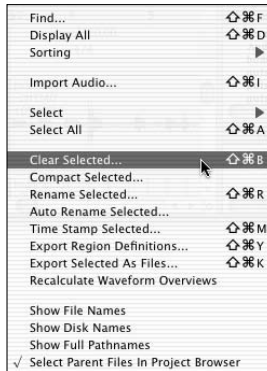 Find... ⇧⌘F
Display All ⇧⌘D
Sorting ▶
Import Audio... ⇧⌘I
Select ▶
Select All ⇧⌘A
Clear Selected... ⇧⌘B
Compact Selected...
Rename Selected... ⇧⌘R
Auto Rename Selected...
Time Stamp Selected... ⇧⌘M
Export Region Definitions... ⇧⌘Y
Export Selected As Files... ⇧⌘K
Recalculate Waveform Overviews
Show File Names
Show Disk Names
Show Full Pathnames
√ Select Parent Files In Project Browser